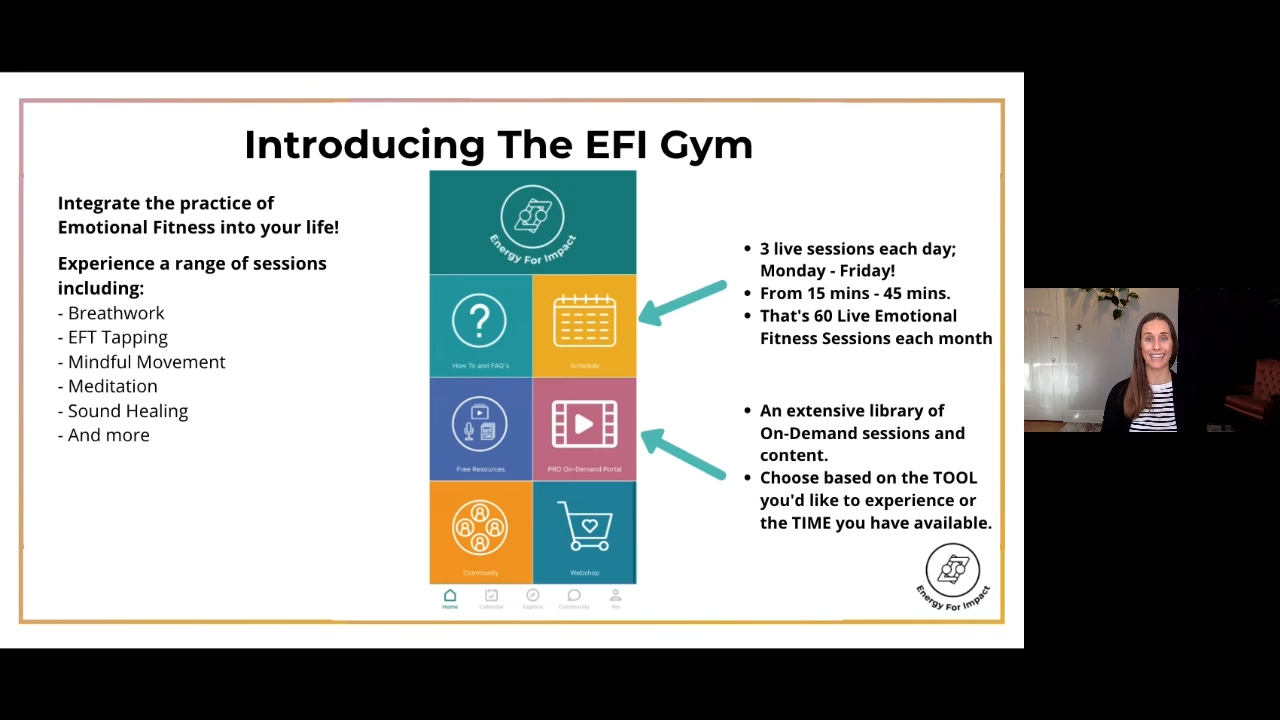 Introducing The EFI Gym
Integrate the practice of
Emotional Fitness into your life!
Experience a range of sessions
including:
- Breathwork
- EFT Tapping
- Mindful Movement
- Meditation
- Sound Healing
- And more
Energy For Impact
How To and FAQ's
Schedule
Free Resources
PRO On-Demand Portal
Community
Webshop
Home
Calendar
Explore
Community
Me
• 3 live sessions each day;
Monday - Friday!
• From 15 mins - 45 mins.
• That's 60 Live Emotional
Fitness Sessions each month
• An extensive library of
On-Demand sessions and
content.
• Choose based on the TOOL
you'd like to experience or
the TIME you have available.
Energy For Impact